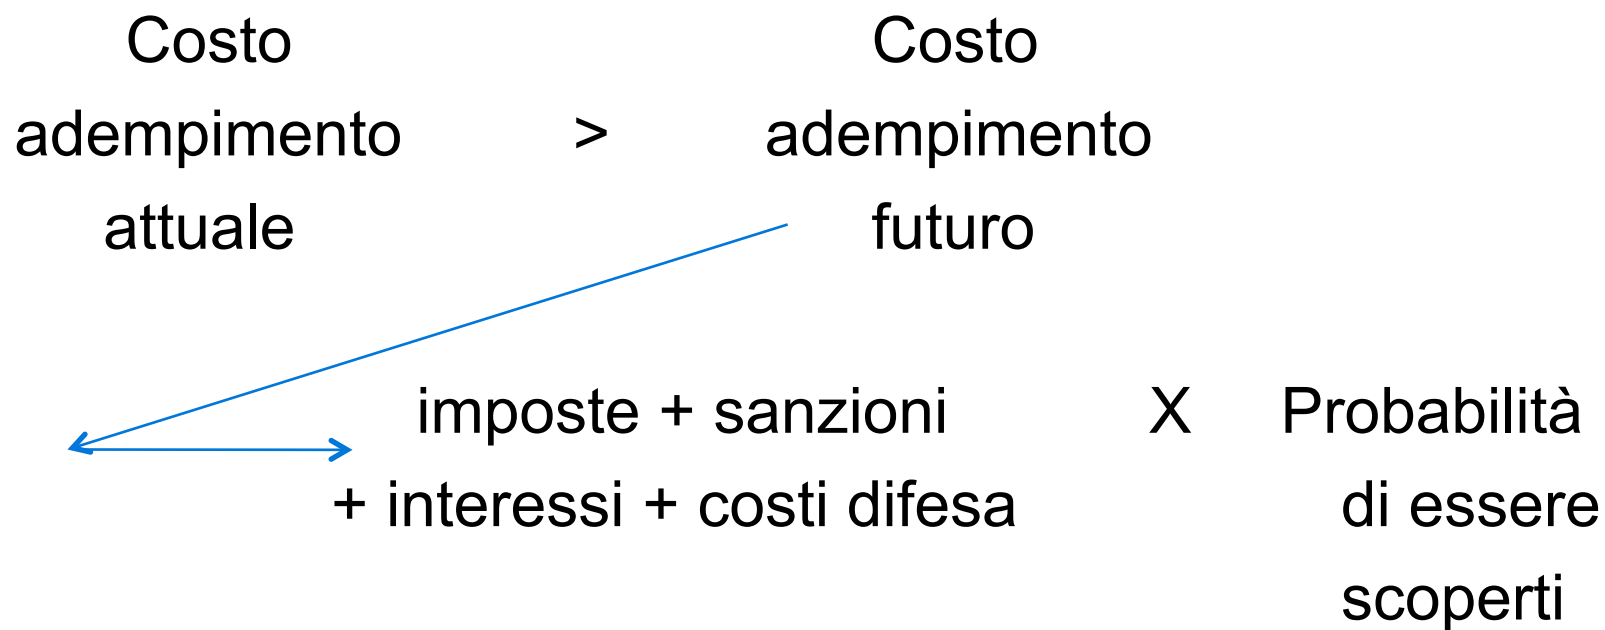 Costo Costo
adempimento > adempimento
attuale futuro
imposte + sanzioni X Probabilità
+ interessi + costi difesa di essere
scoperti